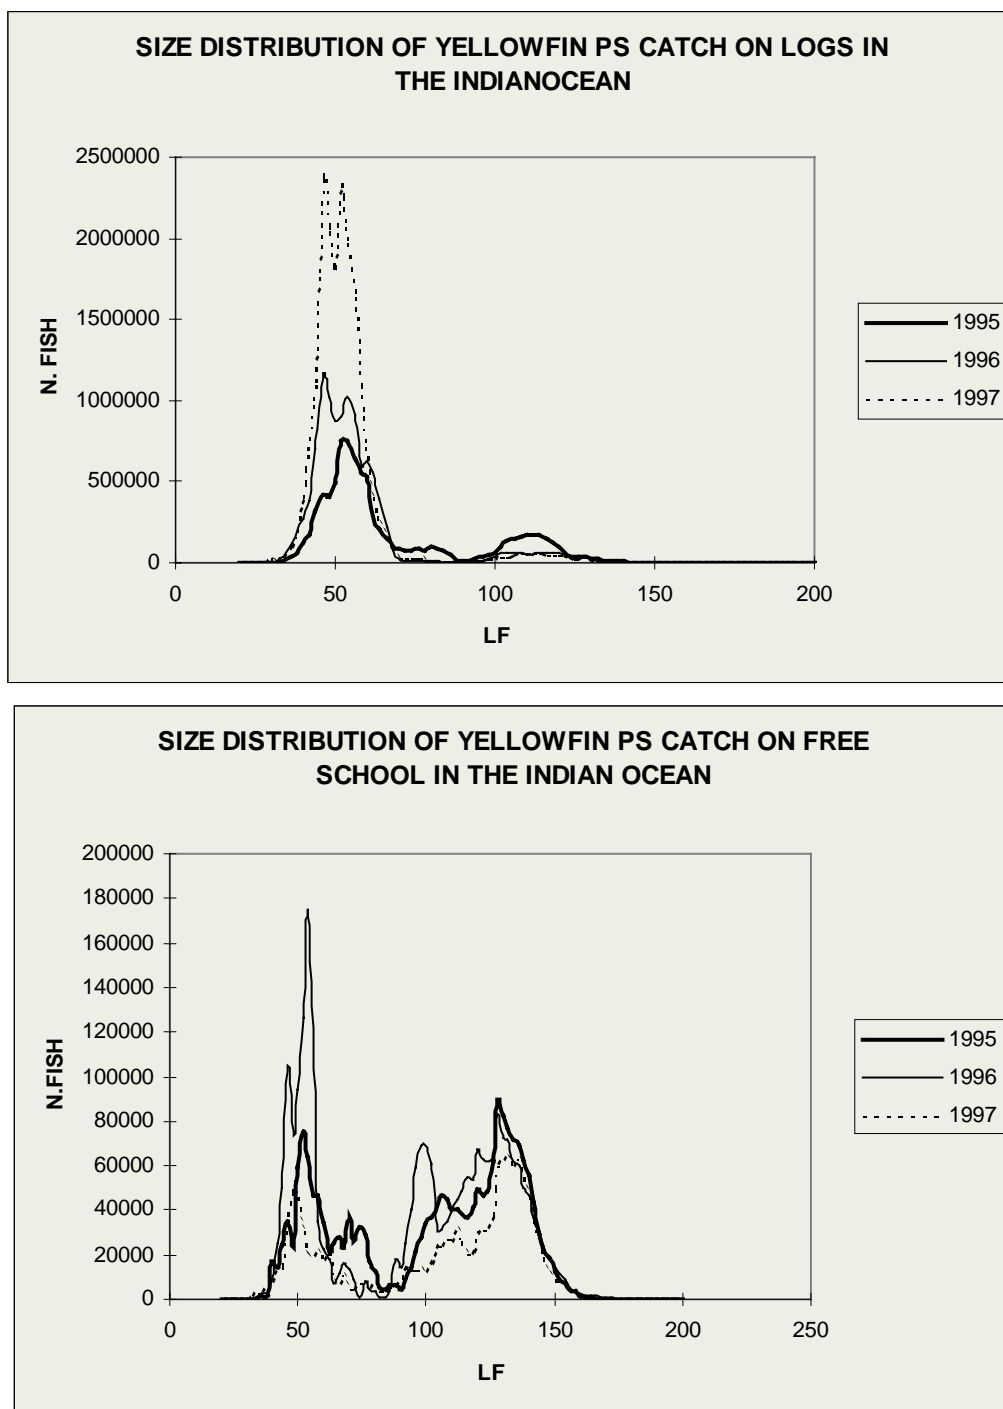 SIZE DISTRIBUTION OF YELLOWFIN PS CATCH ON LOGS IN
THE INDIANOCEAN
2500000
2000000
1500000
1000000
500000
0
N. FISH
0 50 100 150 200
LF
1995
1996
1997
SIZE DISTRIBUTION OF YELLOWFIN PS CATCH ON FREE
SCHOOL IN THE INDIAN OCEAN
200000
180000
160000
140000
120000
100000
80000
60000
40000
20000
0
N.FISH
0 50 100 150 200 250
LF
1995
1996
1997